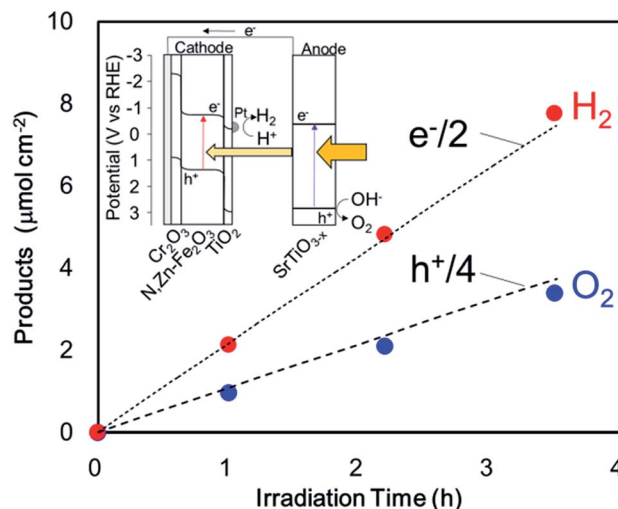 10
8
6
4
2
0
Products (μmol cm⁻²)
0
1
2
3
4
Irradiation Time (h)
H₂
e⁻/2
h⁺/4
O₂
e⁻
Cathode
Anode
Potential (V vs RHE)
-3
-2
-1
0
1
2
3
e⁻
Pt
H₂
H⁺
h⁺
e⁻
OH⁻
h⁺
O₂
Cr₂O₃
N,Zn-Fe₂O₃
TiO₂
SrTiO₃₋ₓ